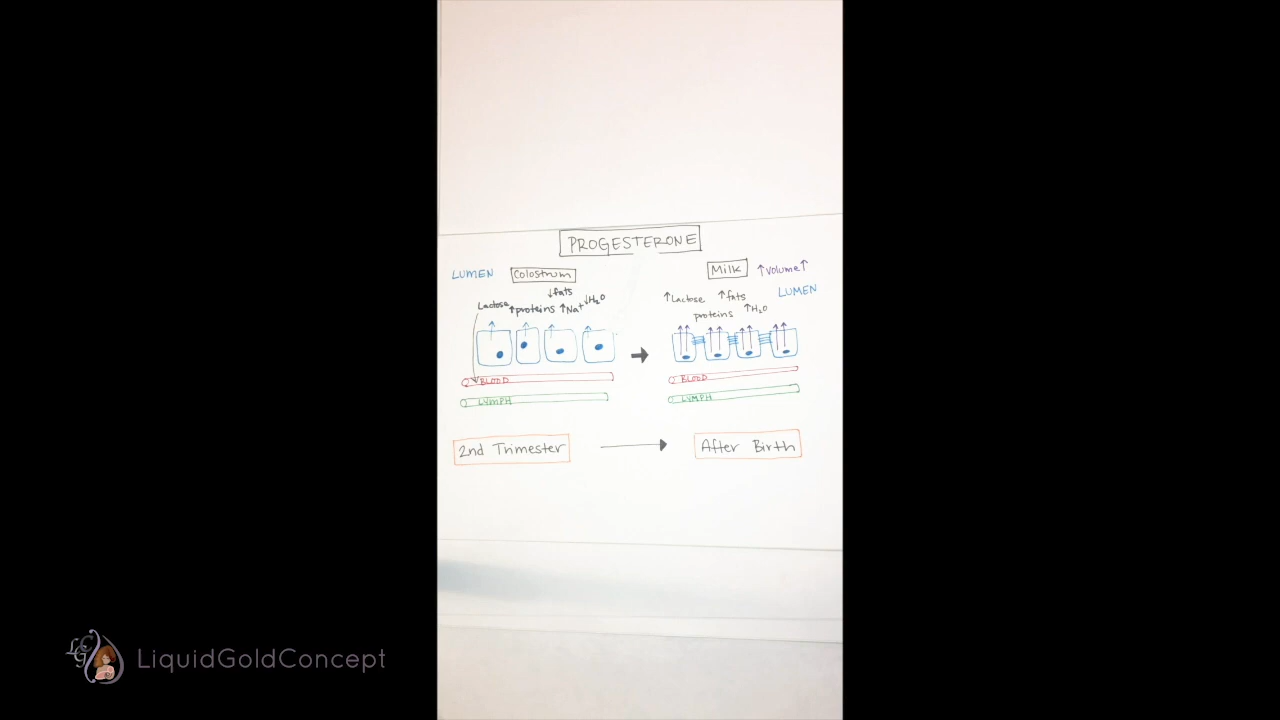 PROGESTERONE
LUMEN
Colostrum
↓fats
Lactose ↑proteins ↑Na⁺ ↓H₂O
BLOOD
LYMPH
2nd Trimester
Milk
↑Volume↑
LUMEN
↑Lactose ↑fats
proteins ↑H₂O
BLOOD
LYMPH
After Birth
LGC
LiquidGoldConcept